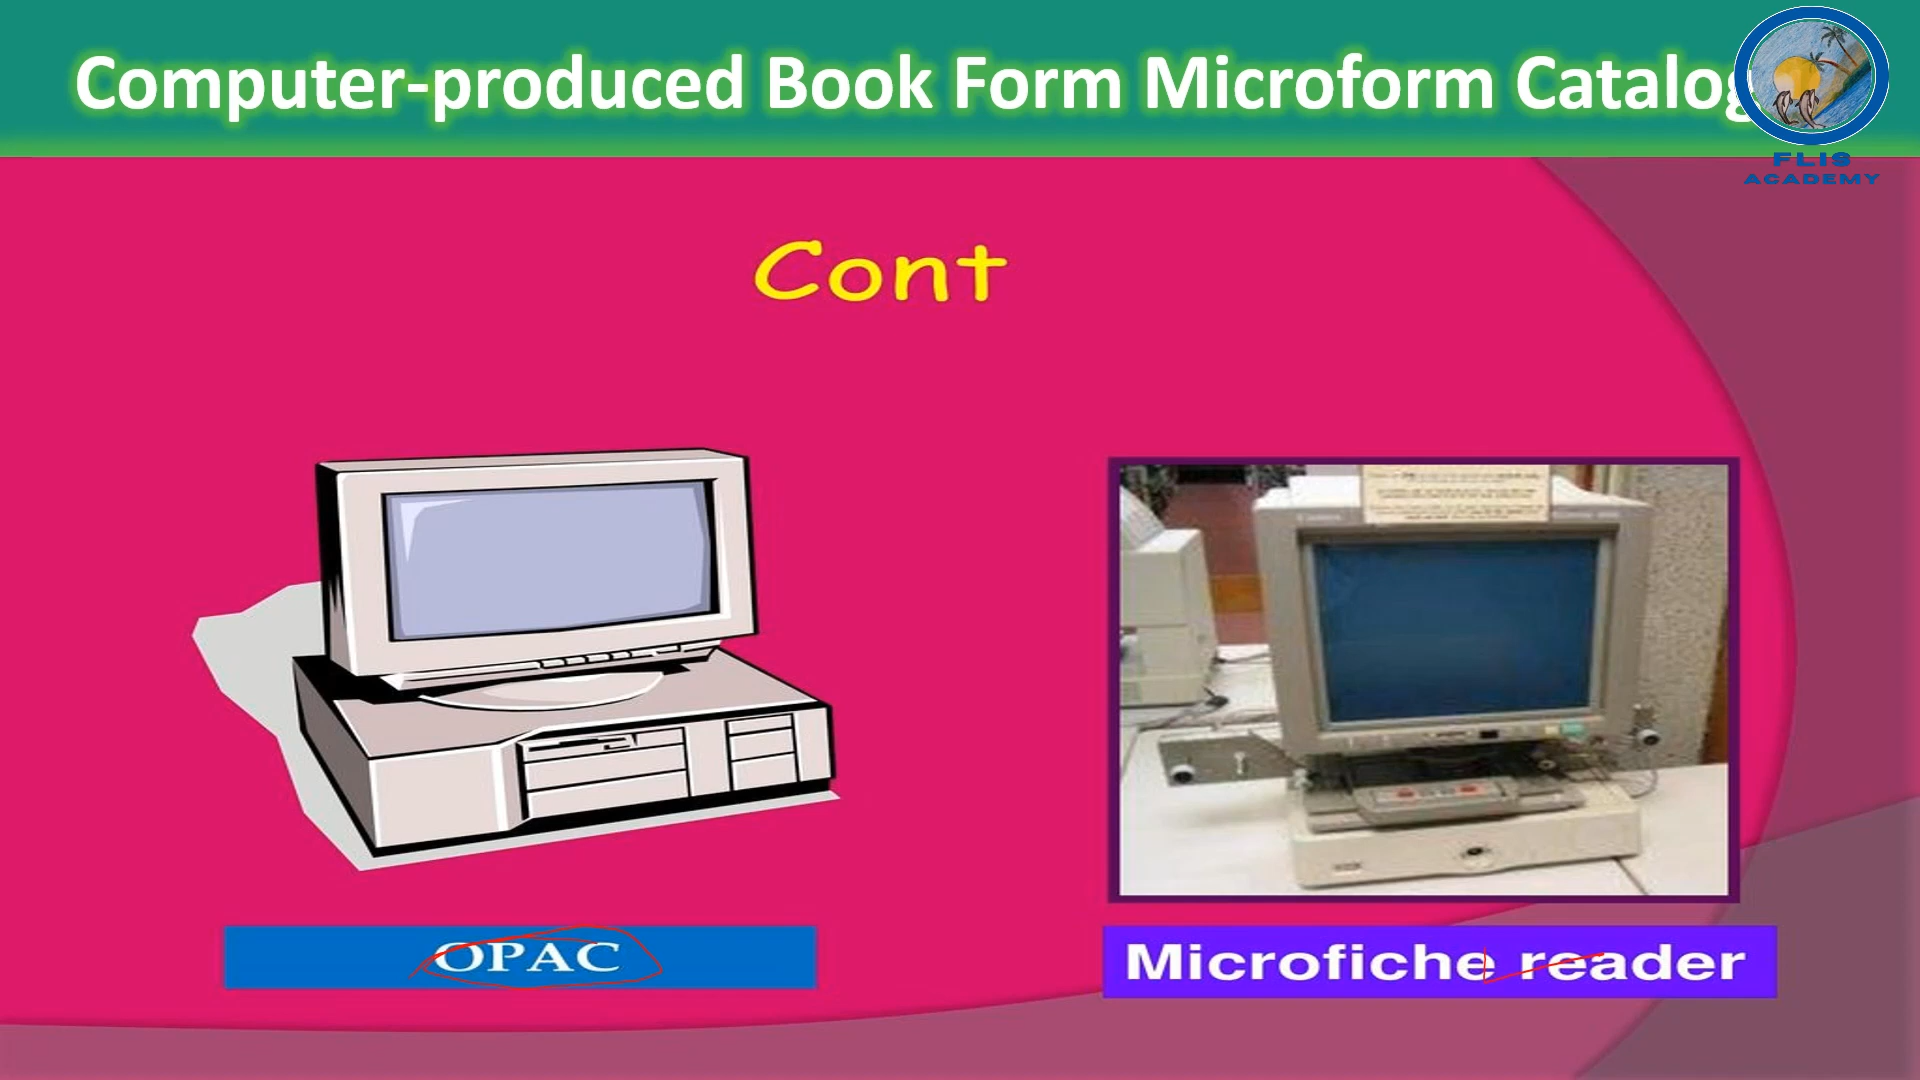 Computer-produced Book Form Microform Catalog
FLIS
ACADEMY
Cont
OPAC
Microfiche reader